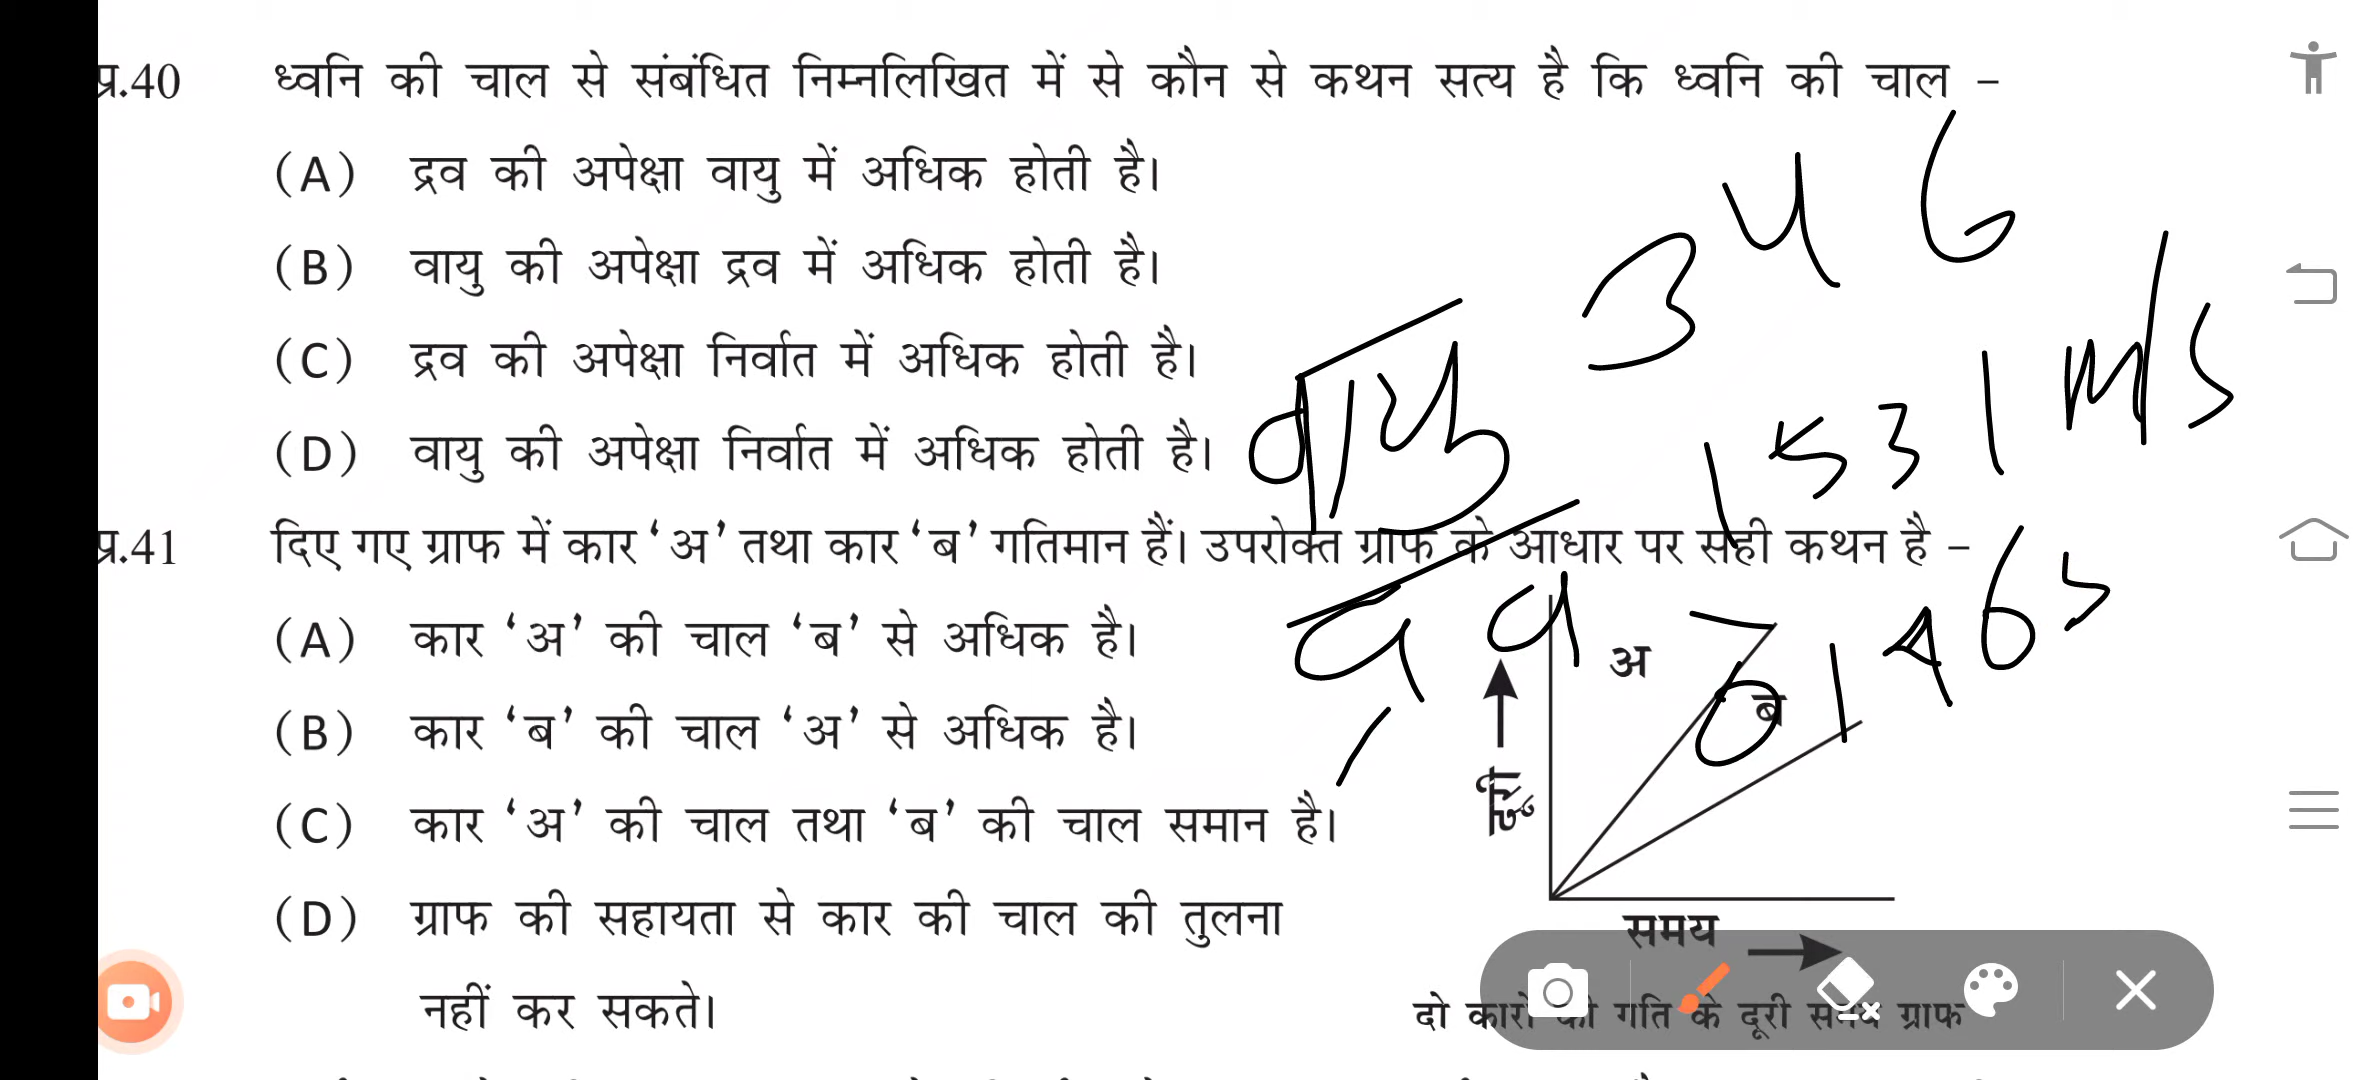 प्र.40 ध्वनि की चाल से संबंधित निम्नलिखित में से कौन से कथन सत्य है कि ध्वनि की चाल –
(A) द्रव की अपेक्षा वायु में अधिक होती है।
(B) वायु की अपेक्षा द्रव में अधिक होती है।
(C) द्रव की अपेक्षा निर्वात में अधिक होती है।
(D) वायु की अपेक्षा निर्वात में अधिक होती है।
वायु 346
1531 m/s
प्र.41 दिए गए ग्राफ में कार ‘अ’ तथा कार ‘ब’ गतिमान हैं। उपरोक्त ग्राफ के आधार पर सही कथन है –
(A) कार ‘अ’ की चाल ‘ब’ से अधिक है।
(B) कार ‘ब’ की चाल ‘अ’ से अधिक है।
(C) कार ‘अ’ की चाल तथा ‘ब’ की चाल समान है।
(D) ग्राफ की सहायता से कार की चाल की तुलना
नहीं कर सकते।
अ
ब
दूरी
समय
दो कारों की गति के दूरी समय ग्राफ